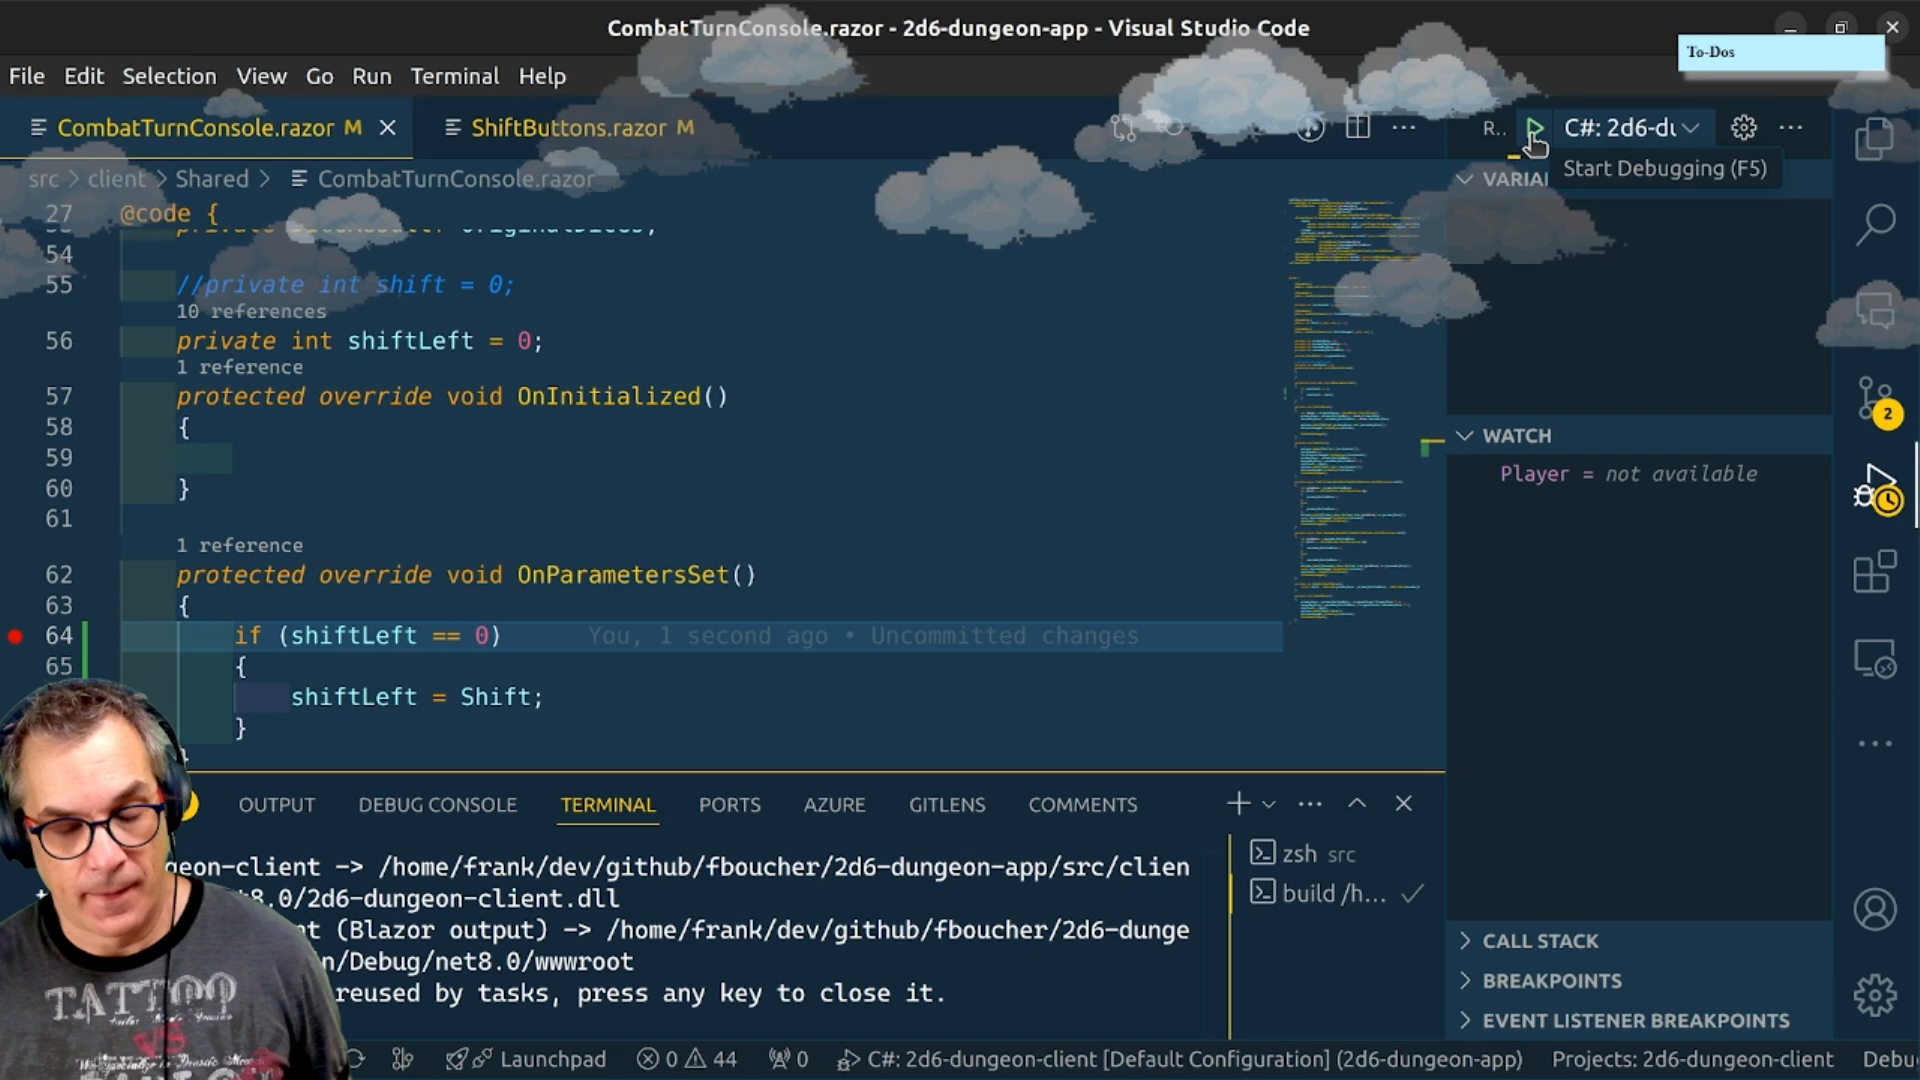 CombatTurnConsole.razor - 2d6-dungeon-app - Visual Studio Code
To-Dos
File Edit Selection View Go Run Terminal Help
CombatTurnConsole.razor M
ShiftButtons.razor M
R..
C#: 2d6-du
Start Debugging (F5)
src > client > Shared > CombatTurnConsole.razor
27 @code {
54
55 //private int shift = 0;
10 references
56 private int shiftLeft = 0;
1 reference
57 protected override void OnInitialized()
58 {
59
60 }
61
1 reference
62 protected override void OnParametersSet()
63 {
64 if (shiftLeft == 0) You, 1 second ago • Uncommitted changes
65 {
shiftLeft = Shift;
}
}
VARIA
WATCH
Player = not available
2
CALL STACK
BREAKPOINTS
EVENT LISTENER BREAKPOINTS
OUTPUT DEBUG CONSOLE TERMINAL PORTS AZURE GITLENS COMMENTS
geon-client -> /home/frank/dev/github/fboucher/2d6-dungeon-app/src/clien
8.0/2d6-dungeon-client.dll
nt (Blazor output) -> /home/frank/dev/github/fboucher/2d6-dunge
n/Debug/net8.0/wwwroot
reused by tasks, press any key to close it.
zsh src
build /h...
TATTOO
VS
Launchpad 0 44 0 C#: 2d6-dungeon-client [Default Configuration] (2d6-dungeon-app) Projects: 2d6-dungeon-client Debu